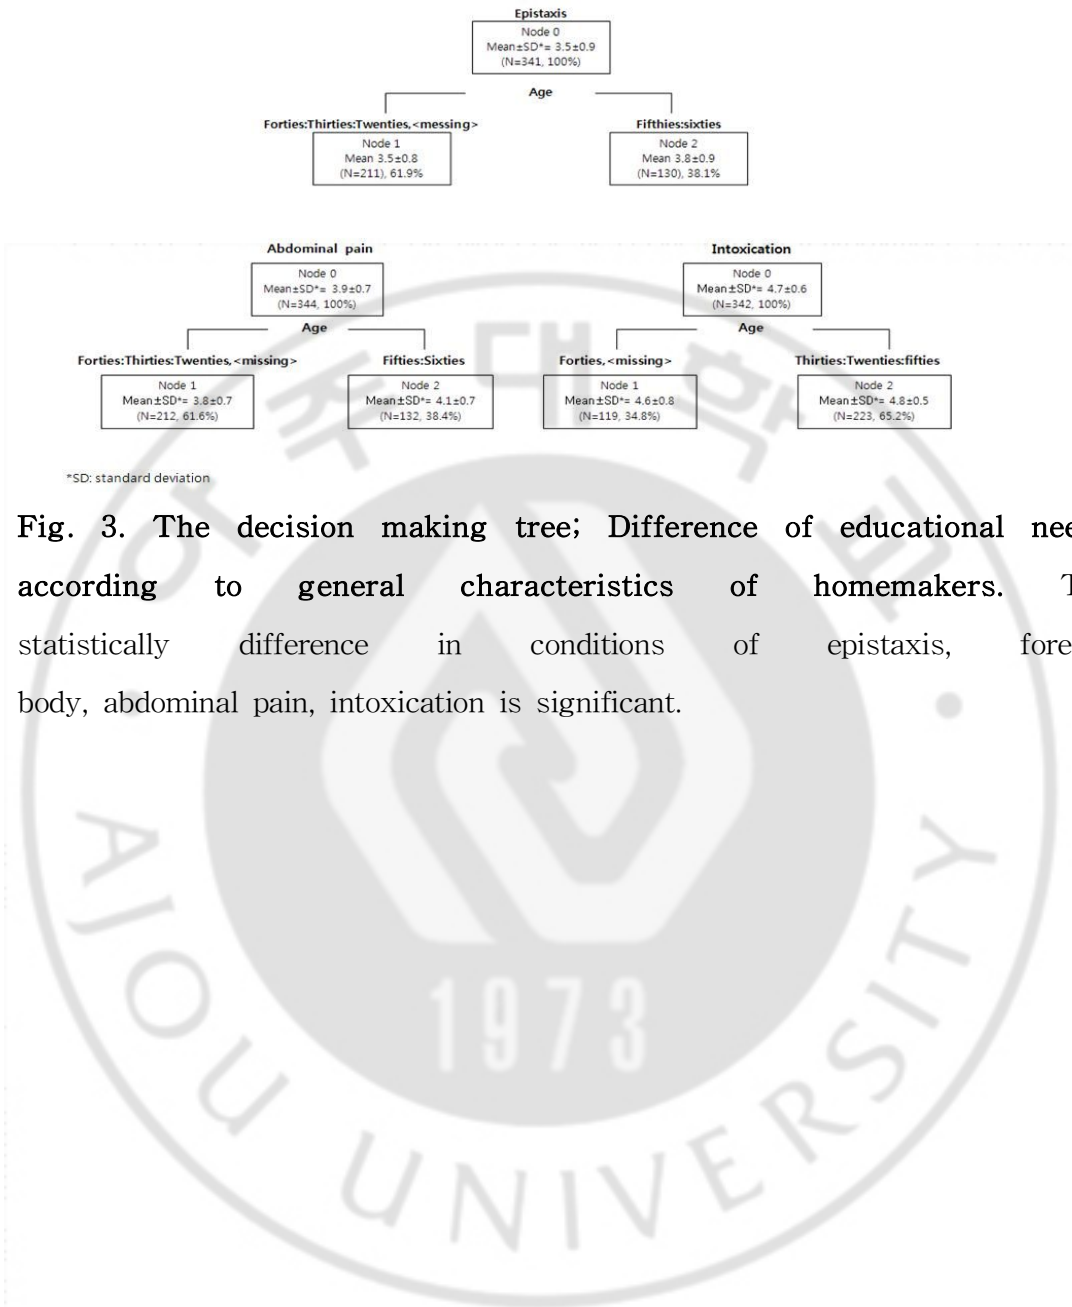 Epistaxis
Node 0
Mean±SD*= 3.5±0.9
(N=341, 100%)
Age
Forties:Thirties:Twenties,<messing>
Fifthies:sixties
Node 1
Mean 3.5±0.8
(N=211), 61.9%
Node 2
Mean 3.8±0.9
(N=130), 38.1%
Abdominal pain
Node 0
Mean±SD*= 3.9±0.7
(N=344, 100%)
Age
Forties:Thirties:Twenties,<missing>
Fifties:Sixties
Node 1
Mean±SD*= 3.8±0.7
(N=212, 61.6%)
Node 2
Mean±SD*= 4.1±0.7
(N=132, 38.4%)
Intoxication
Node 0
Mean±SD*= 4.7±0.6
(N=342, 100%)
Age
Forties,<missing>
Thirties:Twenties:fifties
Node 1
Mean±SD*= 4.6±0.8
(N=119, 34.8%)
Node 2
Mean±SD*= 4.8±0.5
(N=223, 65.2%)
*SD: standard deviation
Fig. 3. The decision making tree; Difference of educational nee
according to general characteristics of homemakers. T
statistically difference in conditions of epistaxis, fore
body, abdominal pain, intoxication is significant.
아주대학교
1973
AJOU UNIVERSITY